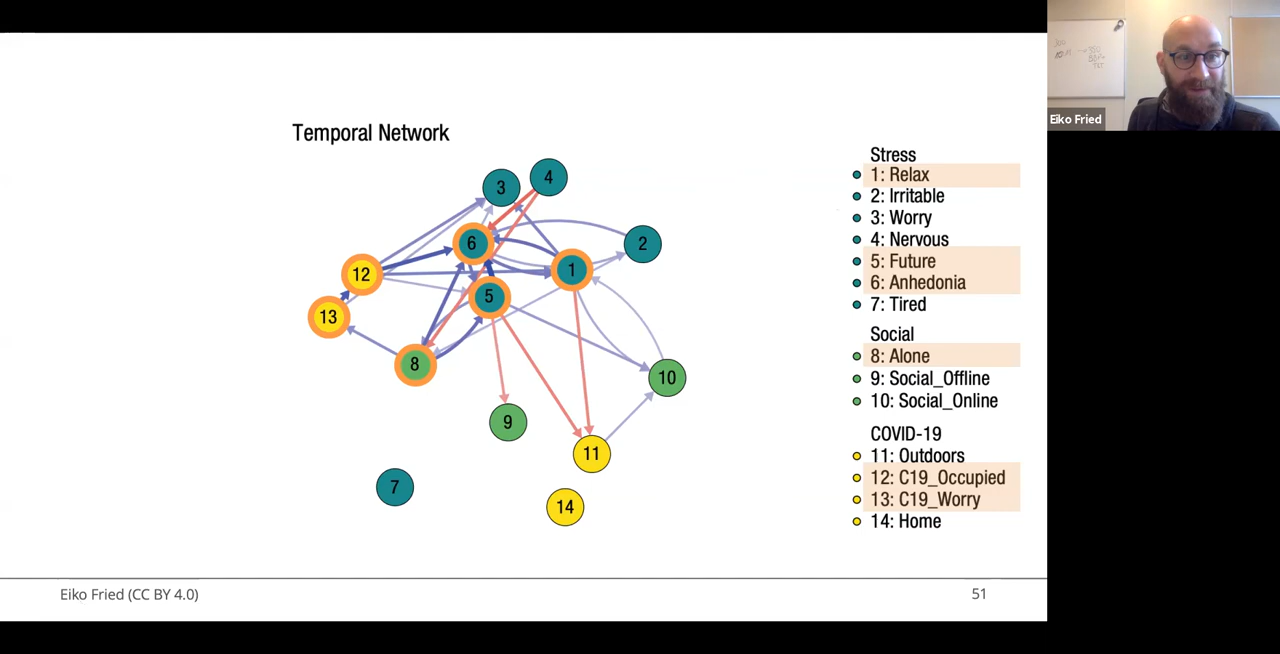 Temporal Network
3
4
6
2
12
1
5
13
8
10
9
11
7
14
Stress
1: Relax
2: Irritable
3: Worry
4: Nervous
5: Future
6: Anhedonia
7: Tired
Social
8: Alone
9: Social_Offline
10: Social_Online
COVID-19
11: Outdoors
12: C19_Occupied
13: C19_Worry
14: Home
Eiko Fried (CC BY 4.0)
51
Eiko Fried